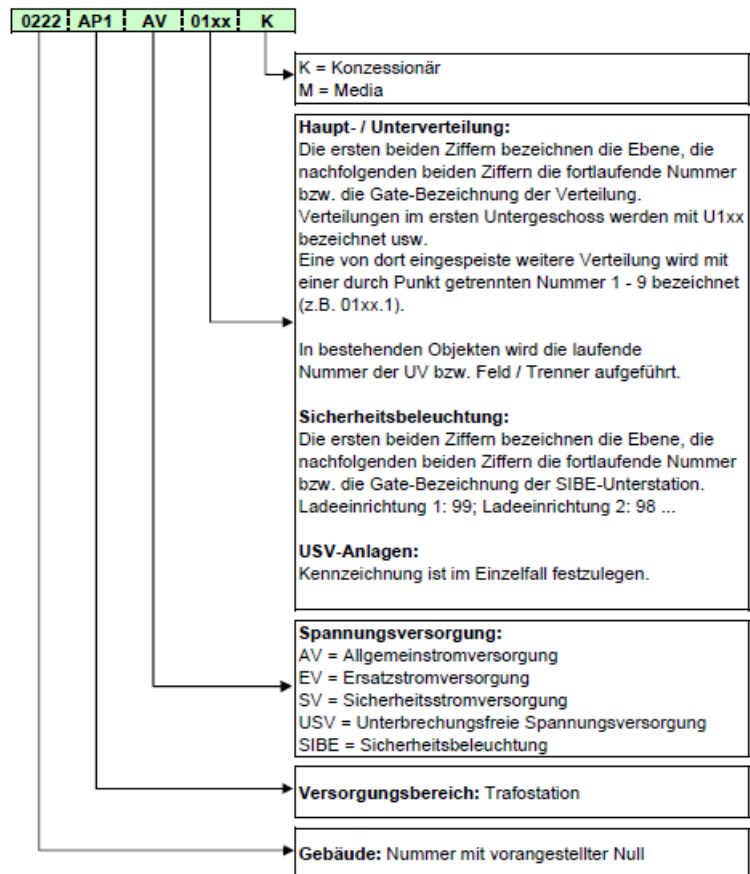 0222 AP1 AV 01xx K
K = Konzessionär
M = Media
Haupt- / Unterverteilung:
Die ersten beiden Ziffern bezeichnen die Ebene, die
nachfolgenden beiden Ziffern die fortlaufende Nummer
bzw. die Gate-Bezeichnung der Verteilung.
Verteilungen im ersten Untergeschoss werden mit U1xx
bezeichnet usw.
Eine von dort eingespeiste weitere Verteilung wird mit
einer durch Punkt getrennten Nummer 1 - 9 bezeichnet
(z.B. 01xx.1).
In bestehenden Objekten wird die laufende
Nummer der UV bzw. Feld / Trenner aufgeführt.
Sicherheitsbeleuchtung:
Die ersten beiden Ziffern bezeichnen die Ebene, die
nachfolgenden beiden Ziffern die fortlaufende Nummer
bzw. die Gate-Bezeichnung der SIBE-Unterstation.
Ladeeinrichtung 1: 99; Ladeeinrichtung 2: 98 ...
USV-Anlagen:
Kennzeichnung ist im Einzelfall festzulegen.
Spannungsversorgung:
AV = Allgemeinstromversorgung
EV = Ersatzstromversorgung
SV = Sicherheitsstromversorgung
USV = Unterbrechungsfreie Spannungsversorgung
SIBE = Sicherheitsbeleuchtung
Versorgungsbereich: Trafostation
Gebäude: Nummer mit vorangestellter Null